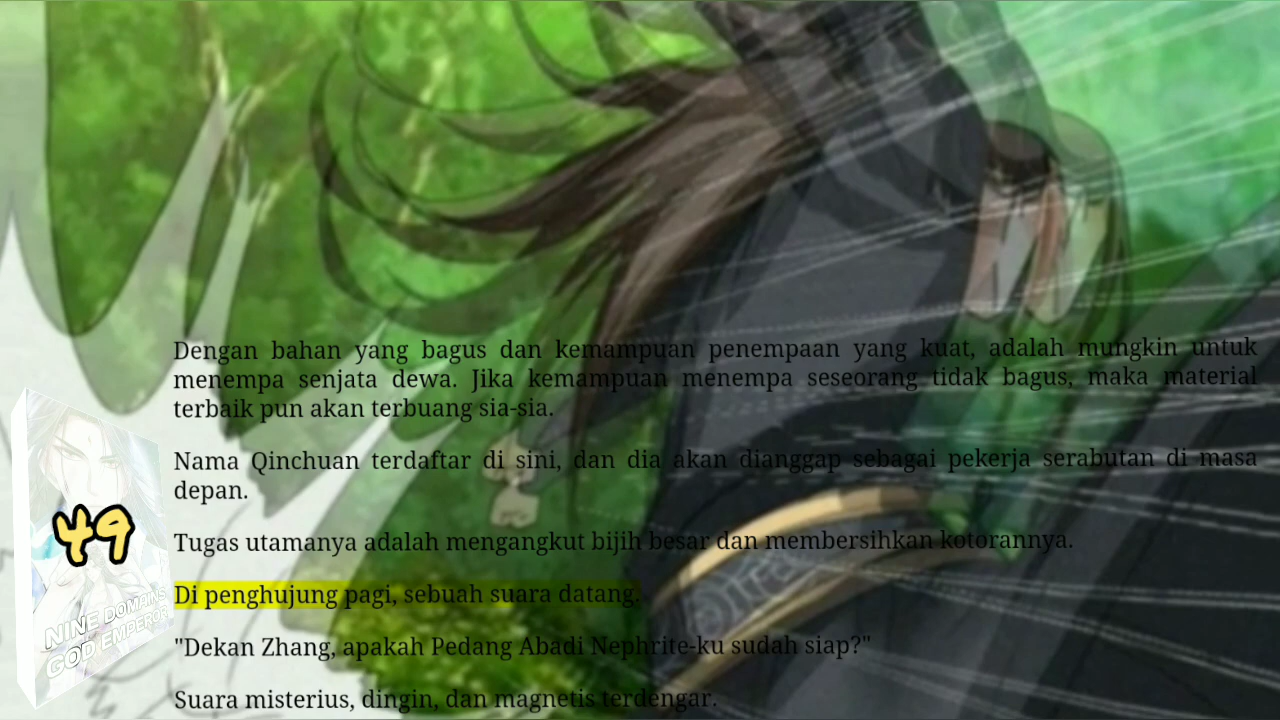 Dengan bahan yang bagus dan kemampuan penempaan yang kuat, adalah mungkin untuk
menempa senjata dewa. Jika kemampuan menempa seseorang tidak bagus, maka material
terbaik pun akan terbuang sia-sia.
Nama Qinchuan terdaftar di sini, dan dia akan dianggap sebagai pekerja serabutan di masa
depan.
Tugas utamanya adalah mengangkut bijih besar dan membersihkan kotorannya.
Di penghujung pagi, sebuah suara datang.
"Dekan Zhang, apakah Pedang Abadi Nephrite-ku sudah siap?"
Suara misterius, dingin, dan magnetis terdengar.
49
NINE DOMAINS
GOD EMPEROR